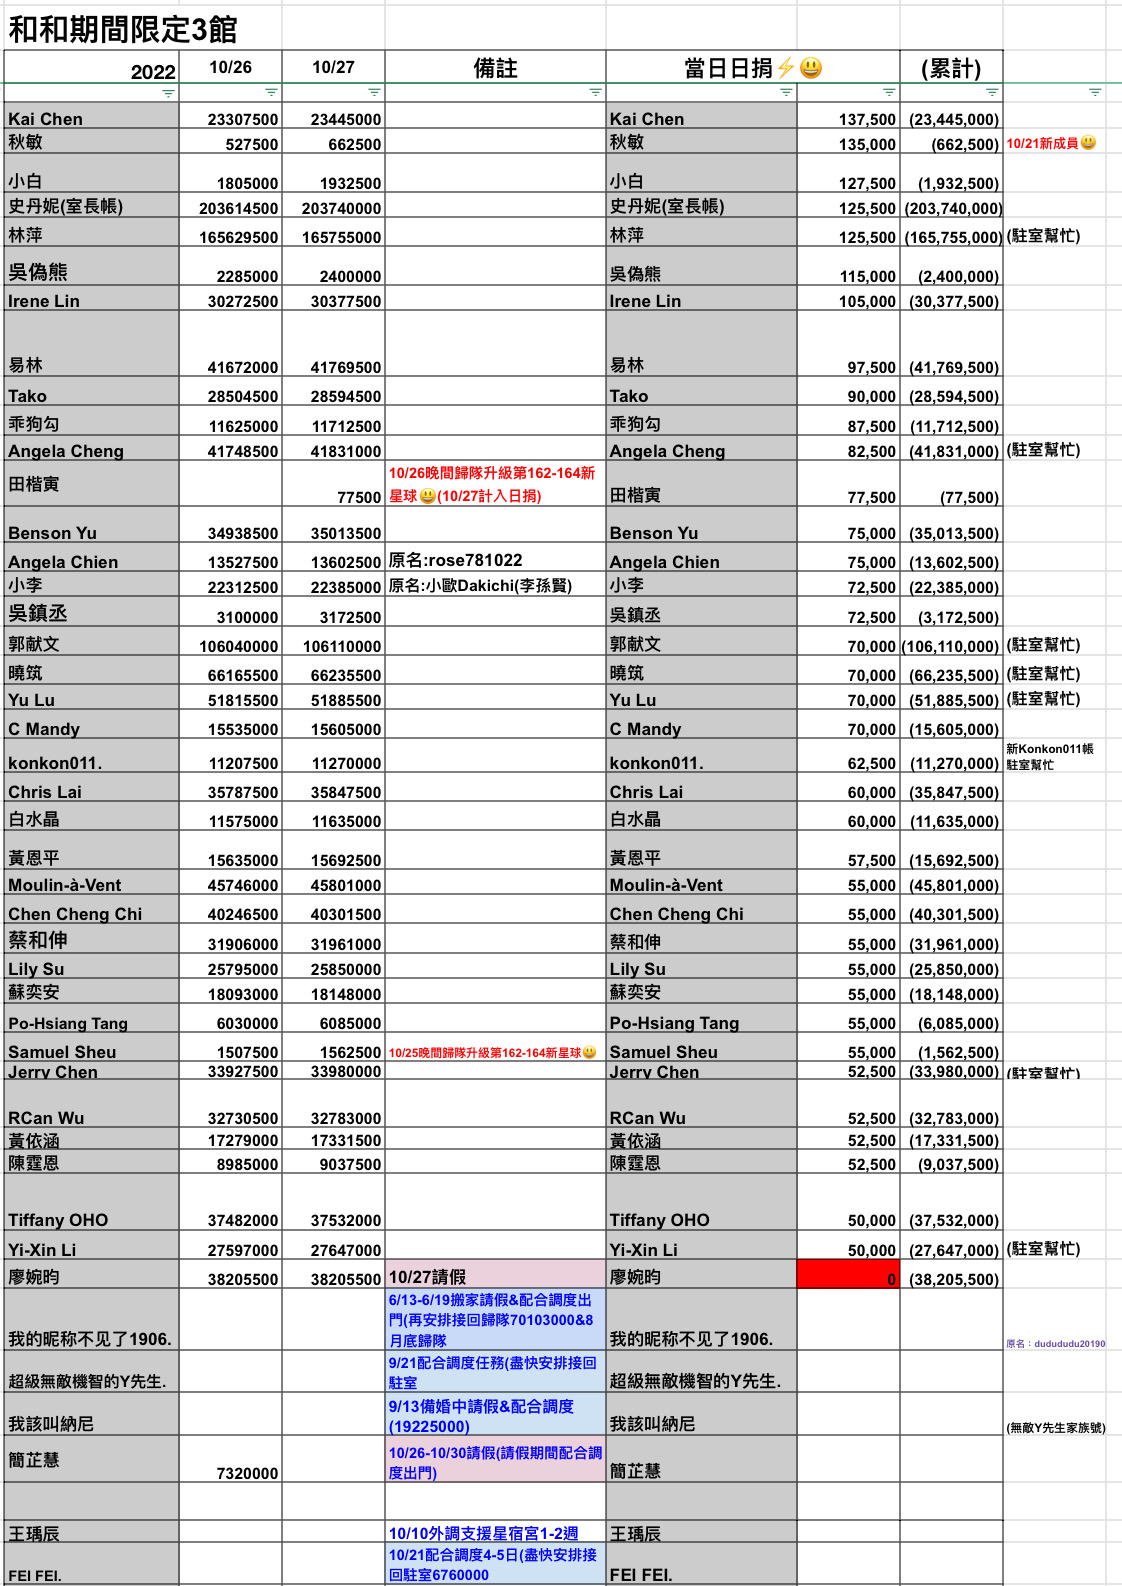 和和期間限定3館
2022 10/26 10/27 備註 當日日捐⚡😃 (累計)
Kai Chen 23307500 23445000 Kai Chen 137,500 (23,445,000)
秋敏 527500 662500 秋敏 135,000 (662,500) 10/21新成員😃
小白 1805000 1932500 小白 127,500 (1,932,500)
史丹妮(室長帳) 203614500 203740000 史丹妮(室長帳) 125,500 (203,740,000)
林萍 165629500 165755000 林萍 125,500 (165,755,000) (駐室幫忙)
吳偽熊 2285000 2400000 吳偽熊 115,000 (2,400,000)
Irene Lin 30272500 30377500 Irene Lin 105,000 (30,377,500)
易林 41672000 41769500 易林 97,500 (41,769,500)
Tako 28504500 28594500 Tako 90,000 (28,594,500)
乖狗勾 11625000 11712500 乖狗勾 87,500 (11,712,500)
Angela Cheng 41748500 41831000 Angela Cheng 82,500 (41,831,000) (駐室幫忙)
10/26晚間歸隊升級第162-164新
田楷寅 77500 星球😃(10/27計入日捐) 田楷寅 77,500 (77,500)
Benson Yu 34938500 35013500 Benson Yu 75,000 (35,013,500)
Angela Chien 13527500 13602500 原名:rose781022 Angela Chien 75,000 (13,602,500)
小李 22312500 22385000 原名:小歐Dakichi(李孫賢) 小李 72,500 (22,385,000)
吳鎮丞 3100000 3172500 吳鎮丞 72,500 (3,172,500)
郭献文 106040000 106110000 郭献文 70,000 (106,110,000) (駐室幫忙)
曉筑 66165500 66235500 曉筑 70,000 (66,235,500) (駐室幫忙)
Yu Lu 51815500 51885500 Yu Lu 70,000 (51,885,500) (駐室幫忙)
C Mandy 15535000 15605000 C Mandy 70,000 (15,605,000)
新Konkon011帳
konkon011. 11207500 11270000 konkon011. 62,500 (11,270,000) 駐室幫忙
Chris Lai 35787500 35847500 Chris Lai 60,000 (35,847,500)
白水晶 11575000 11635000 白水晶 60,000 (11,635,000)
黃恩平 15635000 15692500 黃恩平 57,500 (15,692,500)
Moulin-à-Vent 45746000 45801000 Moulin-à-Vent 55,000 (45,801,000)
Chen Cheng Chi 40246500 40301500 Chen Cheng Chi 55,000 (40,301,500)
蔡和伸 31906000 31961000 蔡和伸 55,000 (31,961,000)
Lily Su 25795000 25850000 Lily Su 55,000 (25,850,000)
蘇奕安 18093000 18148000 蘇奕安 55,000 (18,148,000)
Po-Hsiang Tang 6030000 6085000 Po-Hsiang Tang 55,000 (6,085,000)
Samuel Sheu 1507500 1562500 10/25晚間歸隊升級第162-164新星球😃 Samuel Sheu 55,000 (1,562,500)
Jerry Chen 33927500 33980000 Jerry Chen 52,500 (33,980,000) (駐室幫忙)
RCan Wu 32730500 32783000 RCan Wu 52,500 (32,783,000)
黃依涵 17279000 17331500 黃依涵 52,500 (17,331,500)
陳霆恩 8985000 9037500 陳霆恩 52,500 (9,037,500)
Tiffany OHO 37482000 37532000 Tiffany OHO 50,000 (37,532,000)
Yi-Xin Li 27597000 27647000 Yi-Xin Li 50,000 (27,647,000) (駐室幫忙)
廖婉昀 38205500 38205500 10/27請假 廖婉昀 0 (38,205,500)
6/13-6/19搬家請假&配合調度出
門(再安排接回歸隊70103000&8
我的昵称不见了1906. 月底歸隊 我的昵称不见了1906. 原名：dudududu20190
9/21配合調度任務(盡快安排接回
超級無敵機智的Y先生. 駐室 超級無敵機智的Y先生.
9/13備婚中請假&配合調度
我該叫納尼 (19225000) 我該叫納尼 (無敵Y先生家族號)
10/26-10/30請假(請假期間配合調
簡芷慧 7320000 度出門) 簡芷慧
王瑀辰 10/10外調支援星宿宮1-2週 王瑀辰
10/21配合調度4-5日(盡快安排接
FEI FEI. 回駐室6760000 FEI FEI.